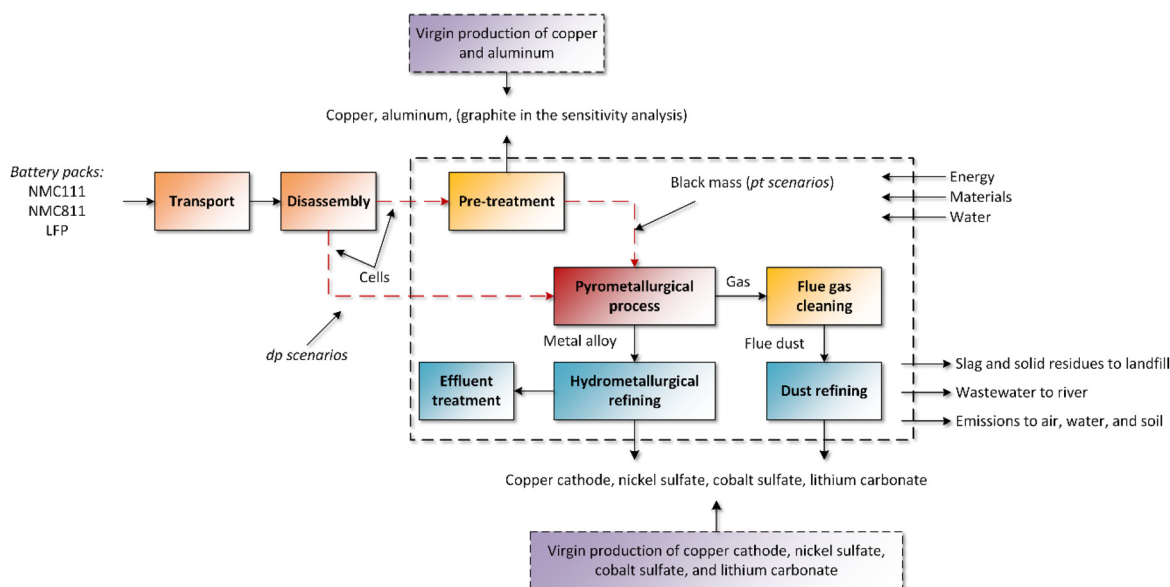 Virgin production of copper
and aluminum
Copper, aluminum, (graphite in the sensitivity analysis)
Battery packs:
NMC111
NMC811
LFP
Transport
Disassembly
Pre-treatment
Black mass (pt scenarios)
Energy
Materials
Water
Cells
Pyrometallurgical
process
Gas
Flue gas
cleaning
dp scenarios
Metal alloy
Flue dust
Effluent
treatment
Hydrometallurgical
refining
Dust refining
Slag and solid residues to landfill
Wastewater to river
Emissions to air, water, and soil
Copper cathode, nickel sulfate, cobalt sulfate, lithium carbonate
Virgin production of copper cathode, nickel sulfate,
cobalt sulfate, and lithium carbonate